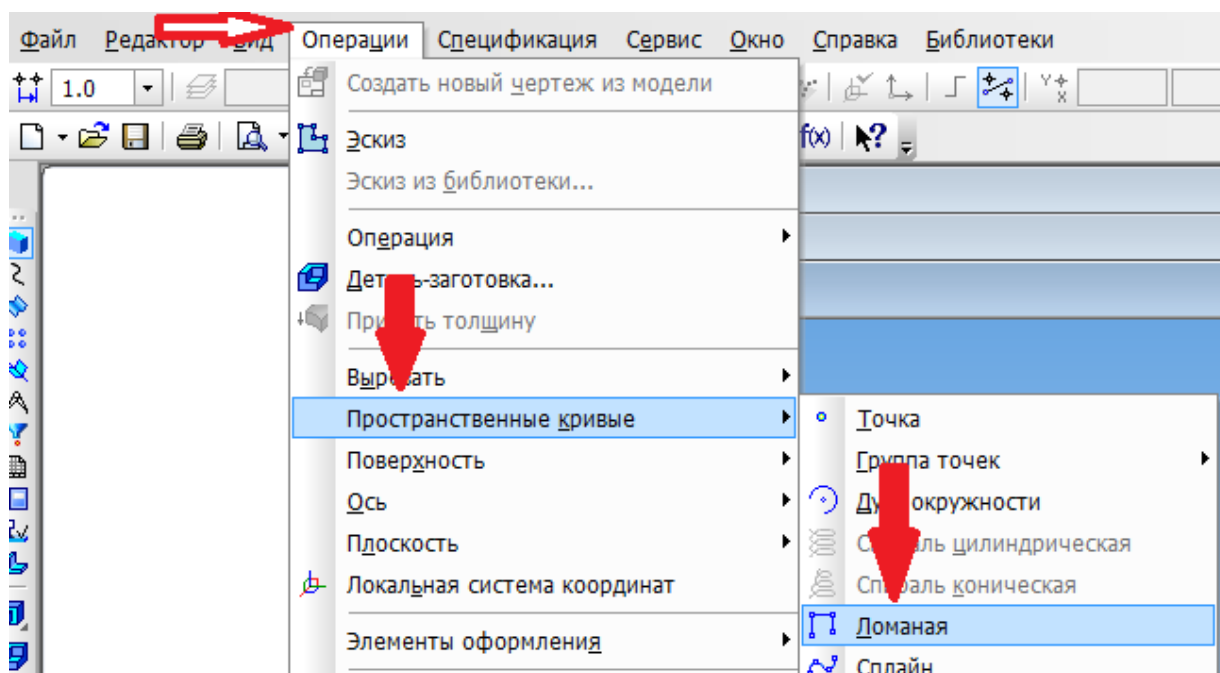 Файл Редактор Вид Операции Спецификация Сервис Окно Справка Библиотеки
1.0
Создать новый чертеж из модели
Эскиз
f(x)
Эскиз из библиотеки...
Операция
Деталь-заготовка...
Придать толщину
Вырезать
Пространственные кривые
Точка
Поверхность
Группа точек
Ось
Дуга окружности
Плоскость
Спираль цилиндрическая
Локальная система координат
Спираль коническая
Элементы оформления
Ломаная
Сплайн